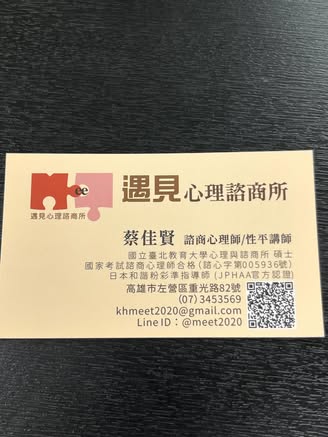 ee
遇見心理諮商所
遇見心理諮商所
蔡佳賢 諮商心理師/性平講師
國立臺北教育大學心理與諮商所 碩士
國家考試諮商心理師合格(諮心字第005936號)
日本和諧粉彩準指導師 (JPHAA官方認證)
高雄市左營區重光路82號
(07)3453569
khmeet2020@gmail.com
Line ID：@meet2020